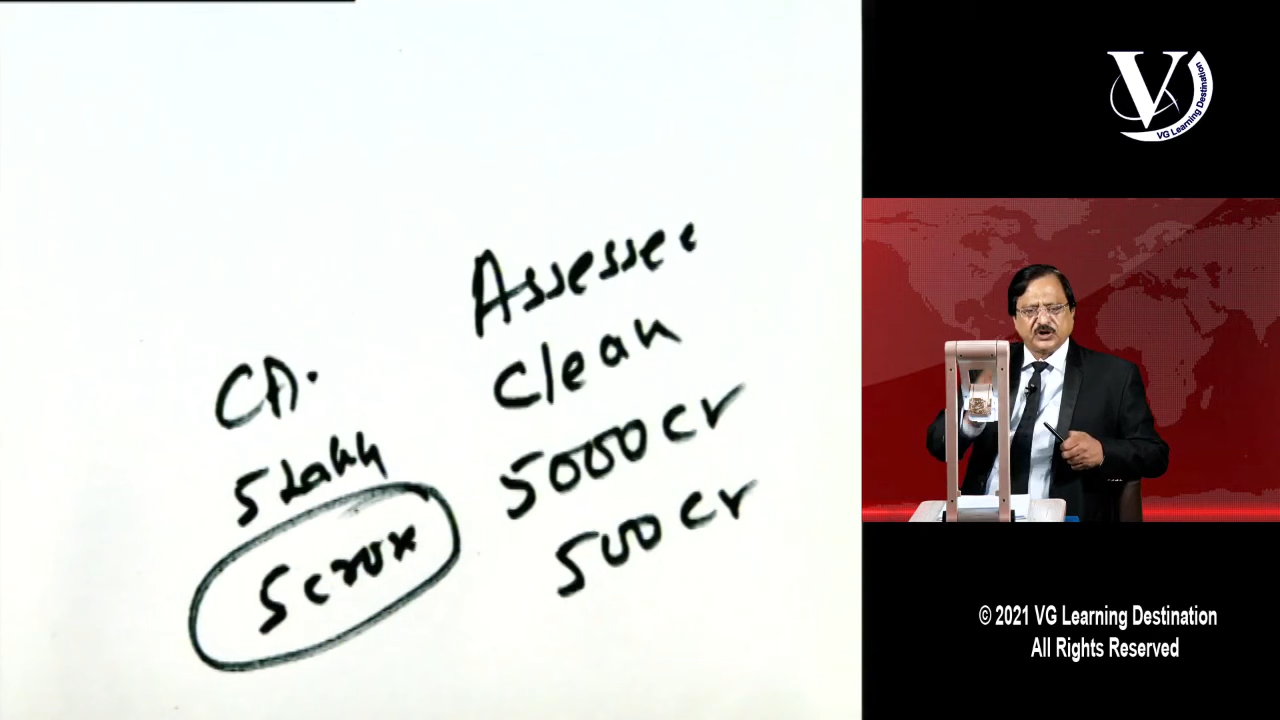 Assessee
Clean
5000 cr
500 cr
CA.
5 Lakh
5 crore
V
VG Learning Destination
© 2021 VG Learning Destination
All Rights Reserved